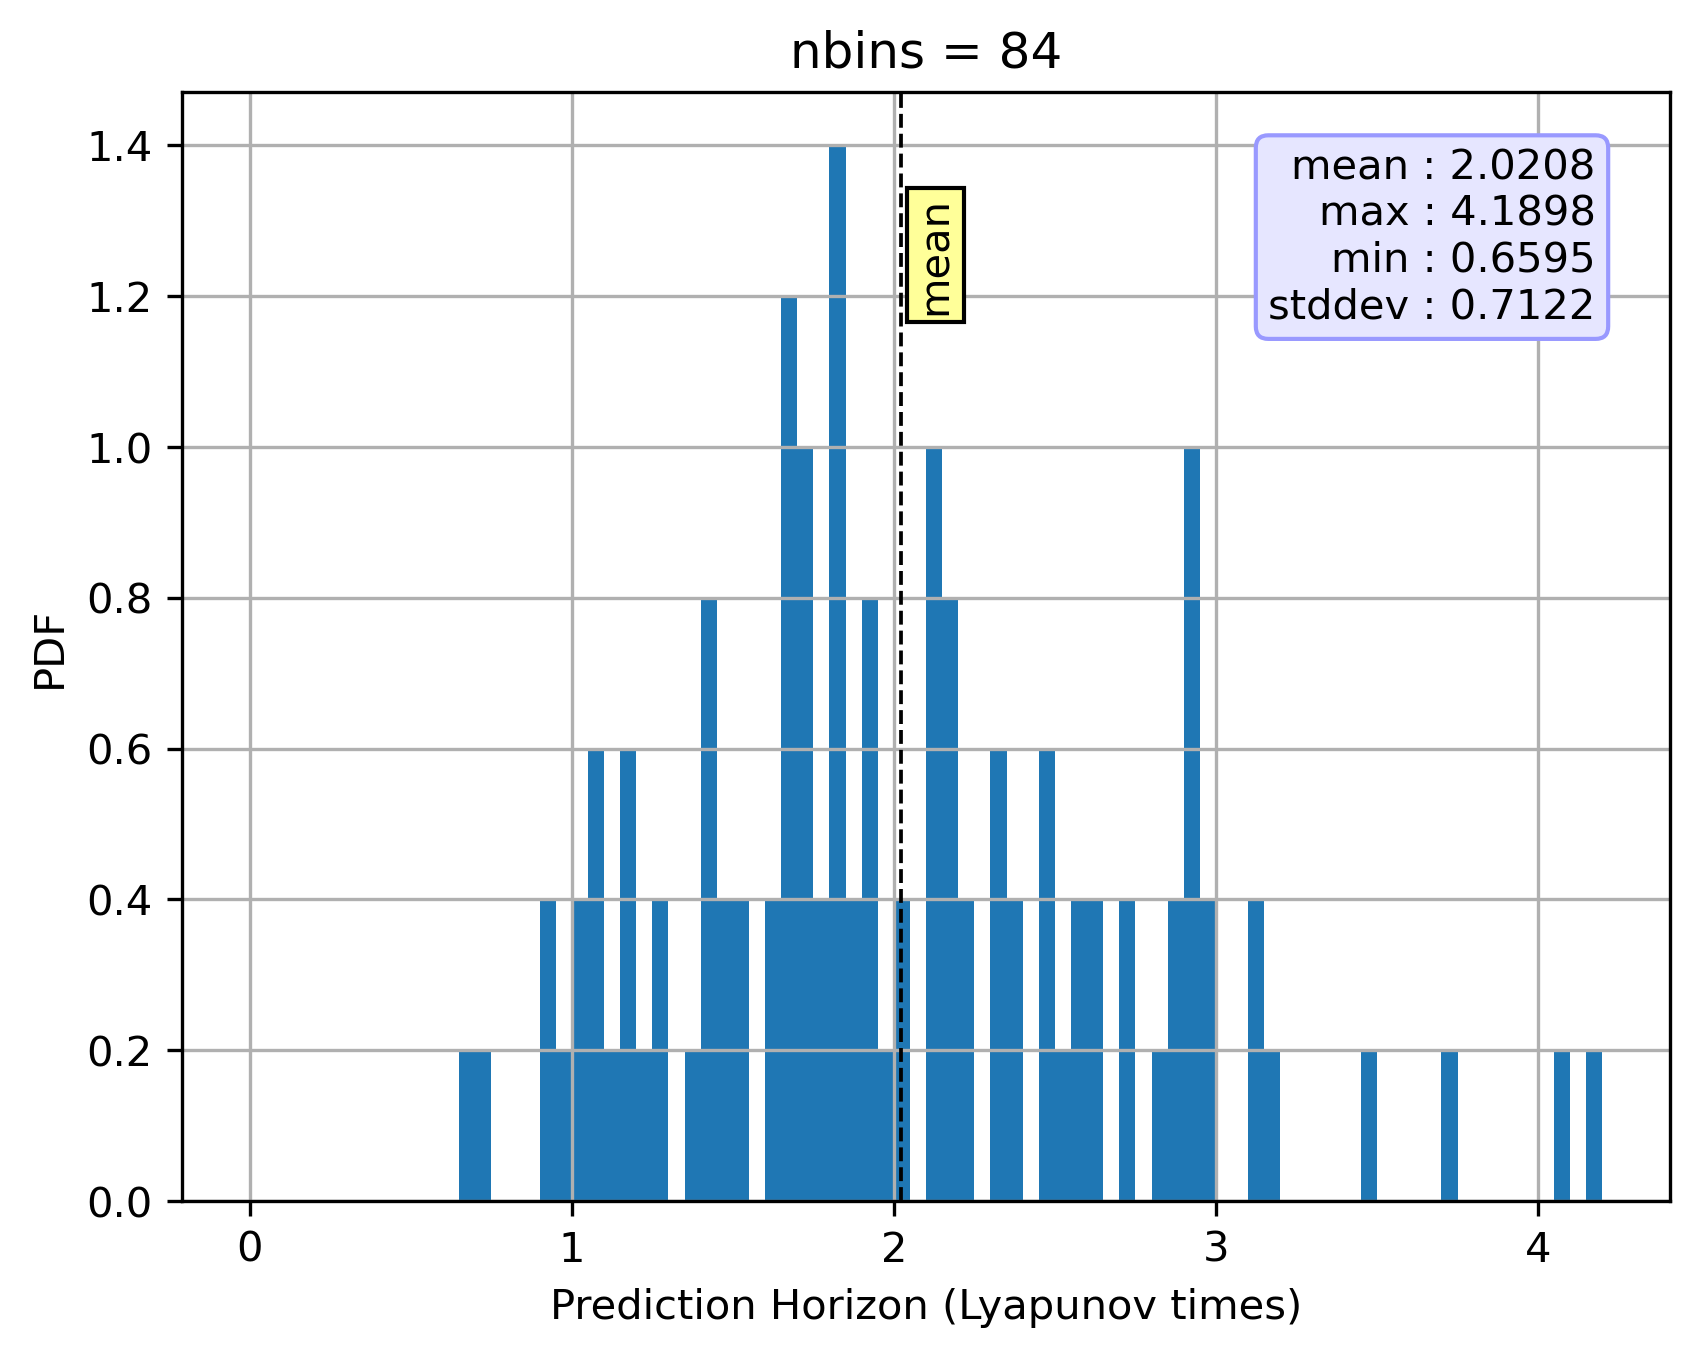 nbins = 84
1.4
1.2
1.0
0.8
0.6
0.4
0.2
0.0
PDF
mean
mean : 2.0208
max : 4.1898
min : 0.6595
stddev : 0.7122
0 1 2 3 4
Prediction Horizon (Lyapunov times)